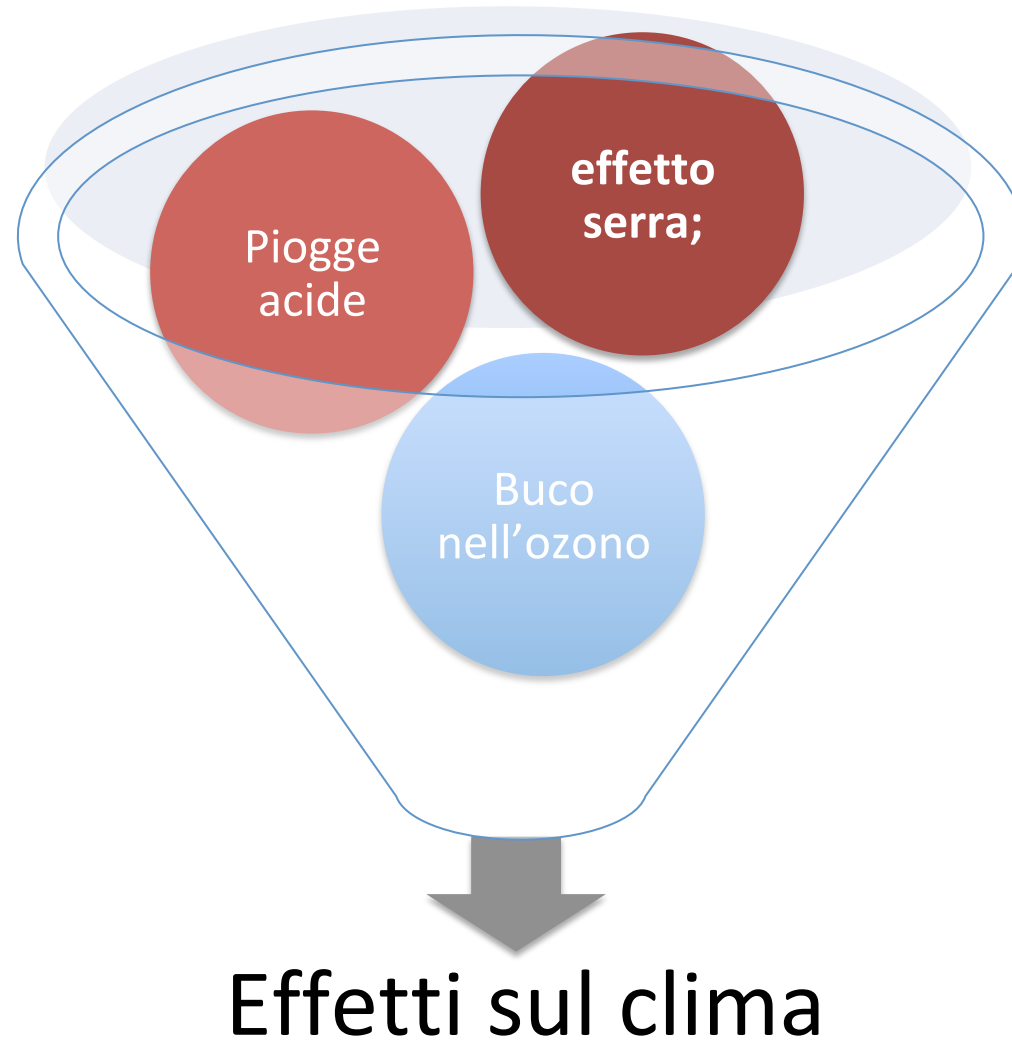 effetto
serra;
Piogge
acide
Buco
nell’ozono
Effetti sul clima